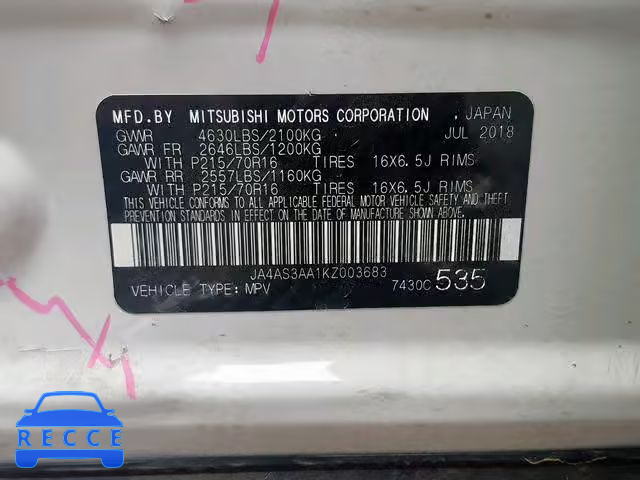 MFD.BY MITSUBISHI MOTORS CORPORATION, JAPAN
GVWR 4630LBS/2100KG JUL 2018
GAWR FR 2646LBS/1200KG
WITH P215/70R16 TIRES 16X6.5J RIMS
GAWR RR 2557LBS/1160KG
WITH P215/70R16 TIRES 16X6.5J RIMS
THIS VEHICLE CONFORMS TO ALL APPLICABLE FEDERAL MOTOR VEHICLE SAFETY, BUMPER, AND THEFT
PREVENTION STANDARDS IN EFFECT ON THE DATE OF MANUFACTURE SHOWN ABOVE.
JA4AS3AA1KZ003683
VEHICLE TYPE: MPV 7430C 535
RECCE